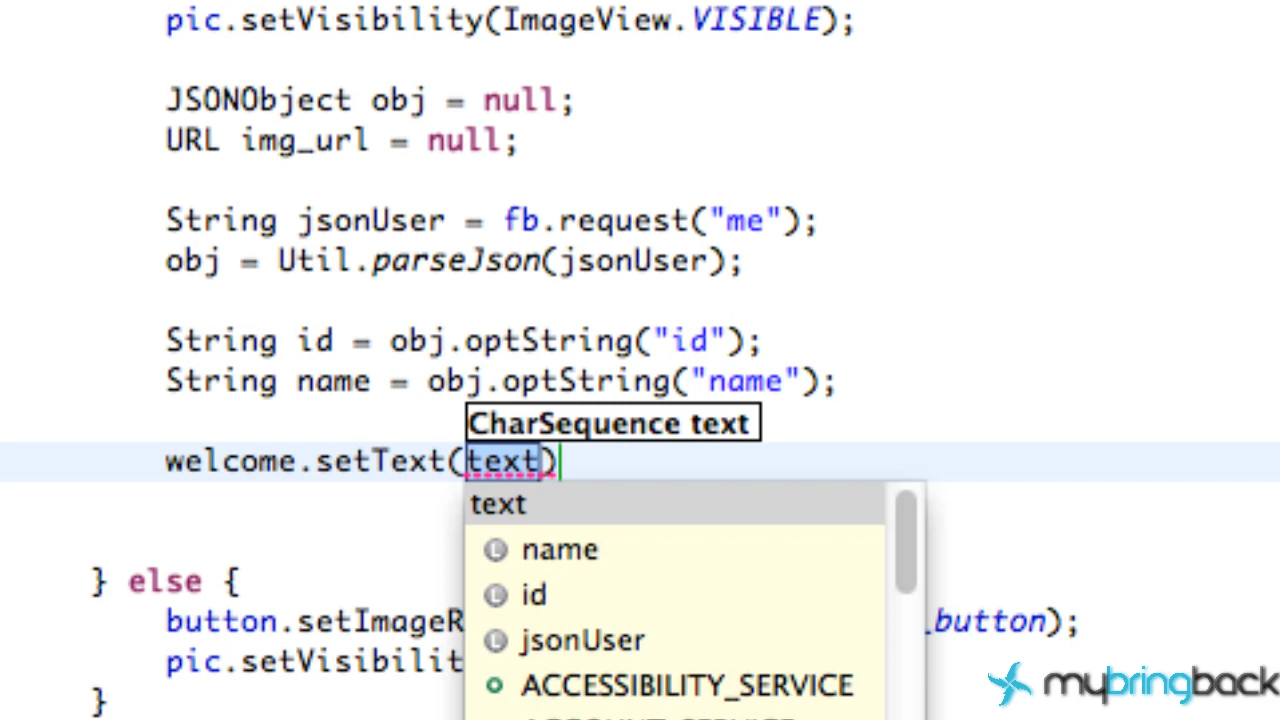 pic.setVisibility(ImageView.VISIBLE);
JSONObject obj = null;
URL img_url = null;
String jsonUser = fb.request("me");
obj = Util.parseJson(jsonUser);
String id = obj.optString("id");
String name = obj.optString("name");
CharSequence text
welcome.setText(text)
text
name
id
jsonUser
ACCESSIBILITY_SERVICE
} else {
button.setImageR _button);
pic.setVisibilit
}
mybringback